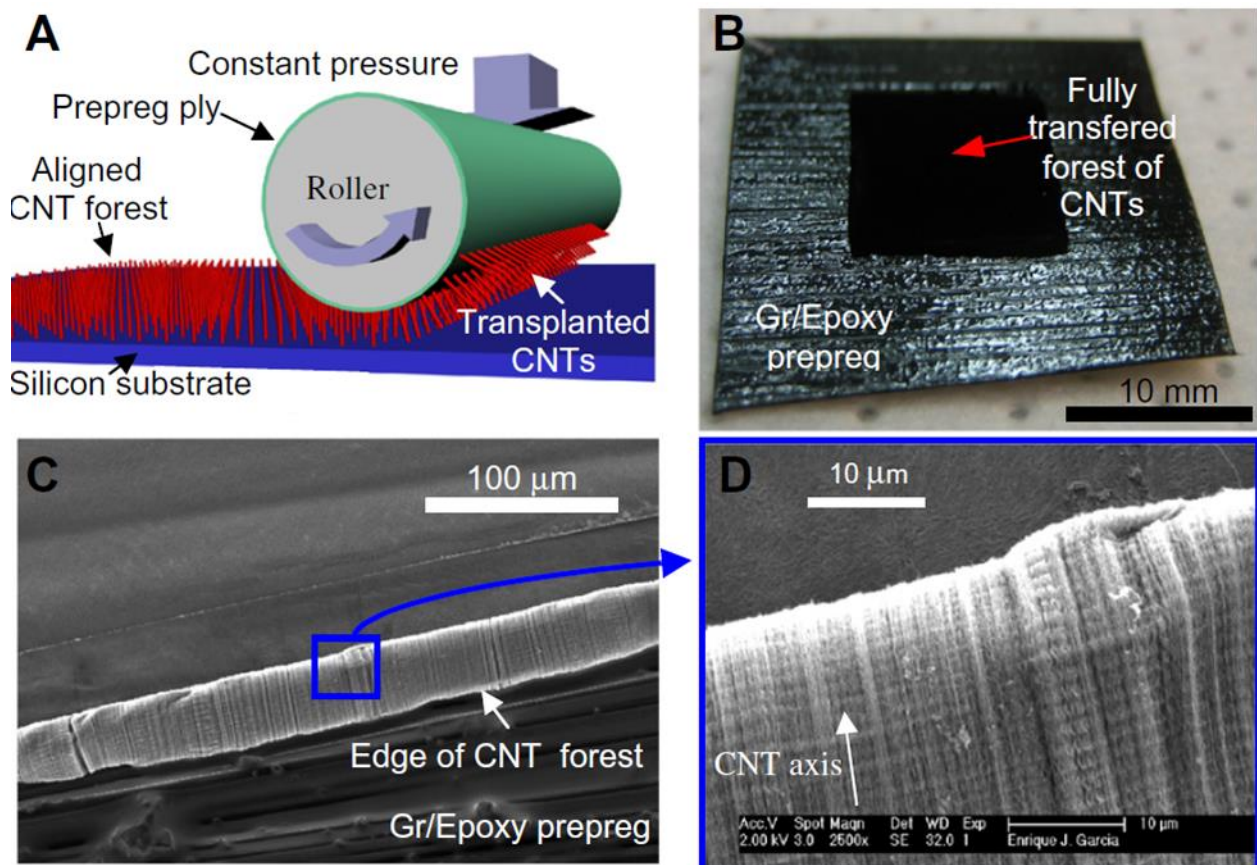 A
Constant pressure
Prepreg ply
Aligned
CNT forest
Roller
Transplanted
CNTs
Silicon substrate
B
Fully
transfered
forest of
CNTs
Gr/Epoxy
prepreg
10 mm
C
100 μm
Edge of CNT forest
Gr/Epoxy prepreg
D
10 μm
CNT axis
Acc.V Spot Magn Det WD Exp 10 μm
2.00 kV 3.0 2500x SE 32.0 1 Enrique J. Garcia